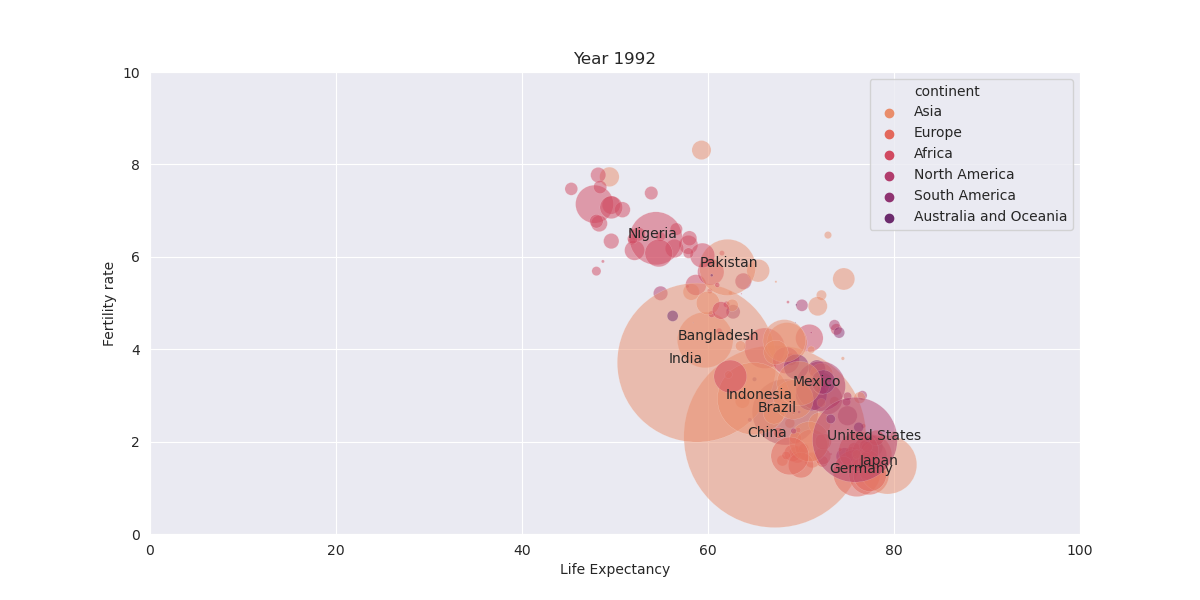 Year 1992
continent
Asia
Europe
Africa
North America
South America
Australia and Oceania
Fertility rate
10
8
6
4
2
0
Nigeria
Pakistan
Bangladesh
India
Mexico
Indonesia
Brazil
China
United States
Japan
Germany
0 20 40 60 80 100
Life Expectancy